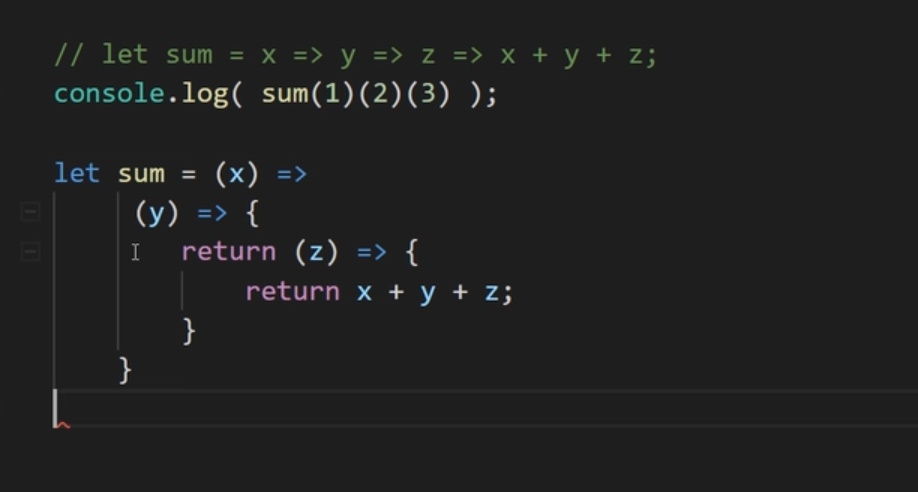 // let sum = x => y => z => x + y + z;
console.log( sum(1)(2)(3) );
let sum = (x) =>
(y) => {
return (z) => {
return x + y + z;
}
}